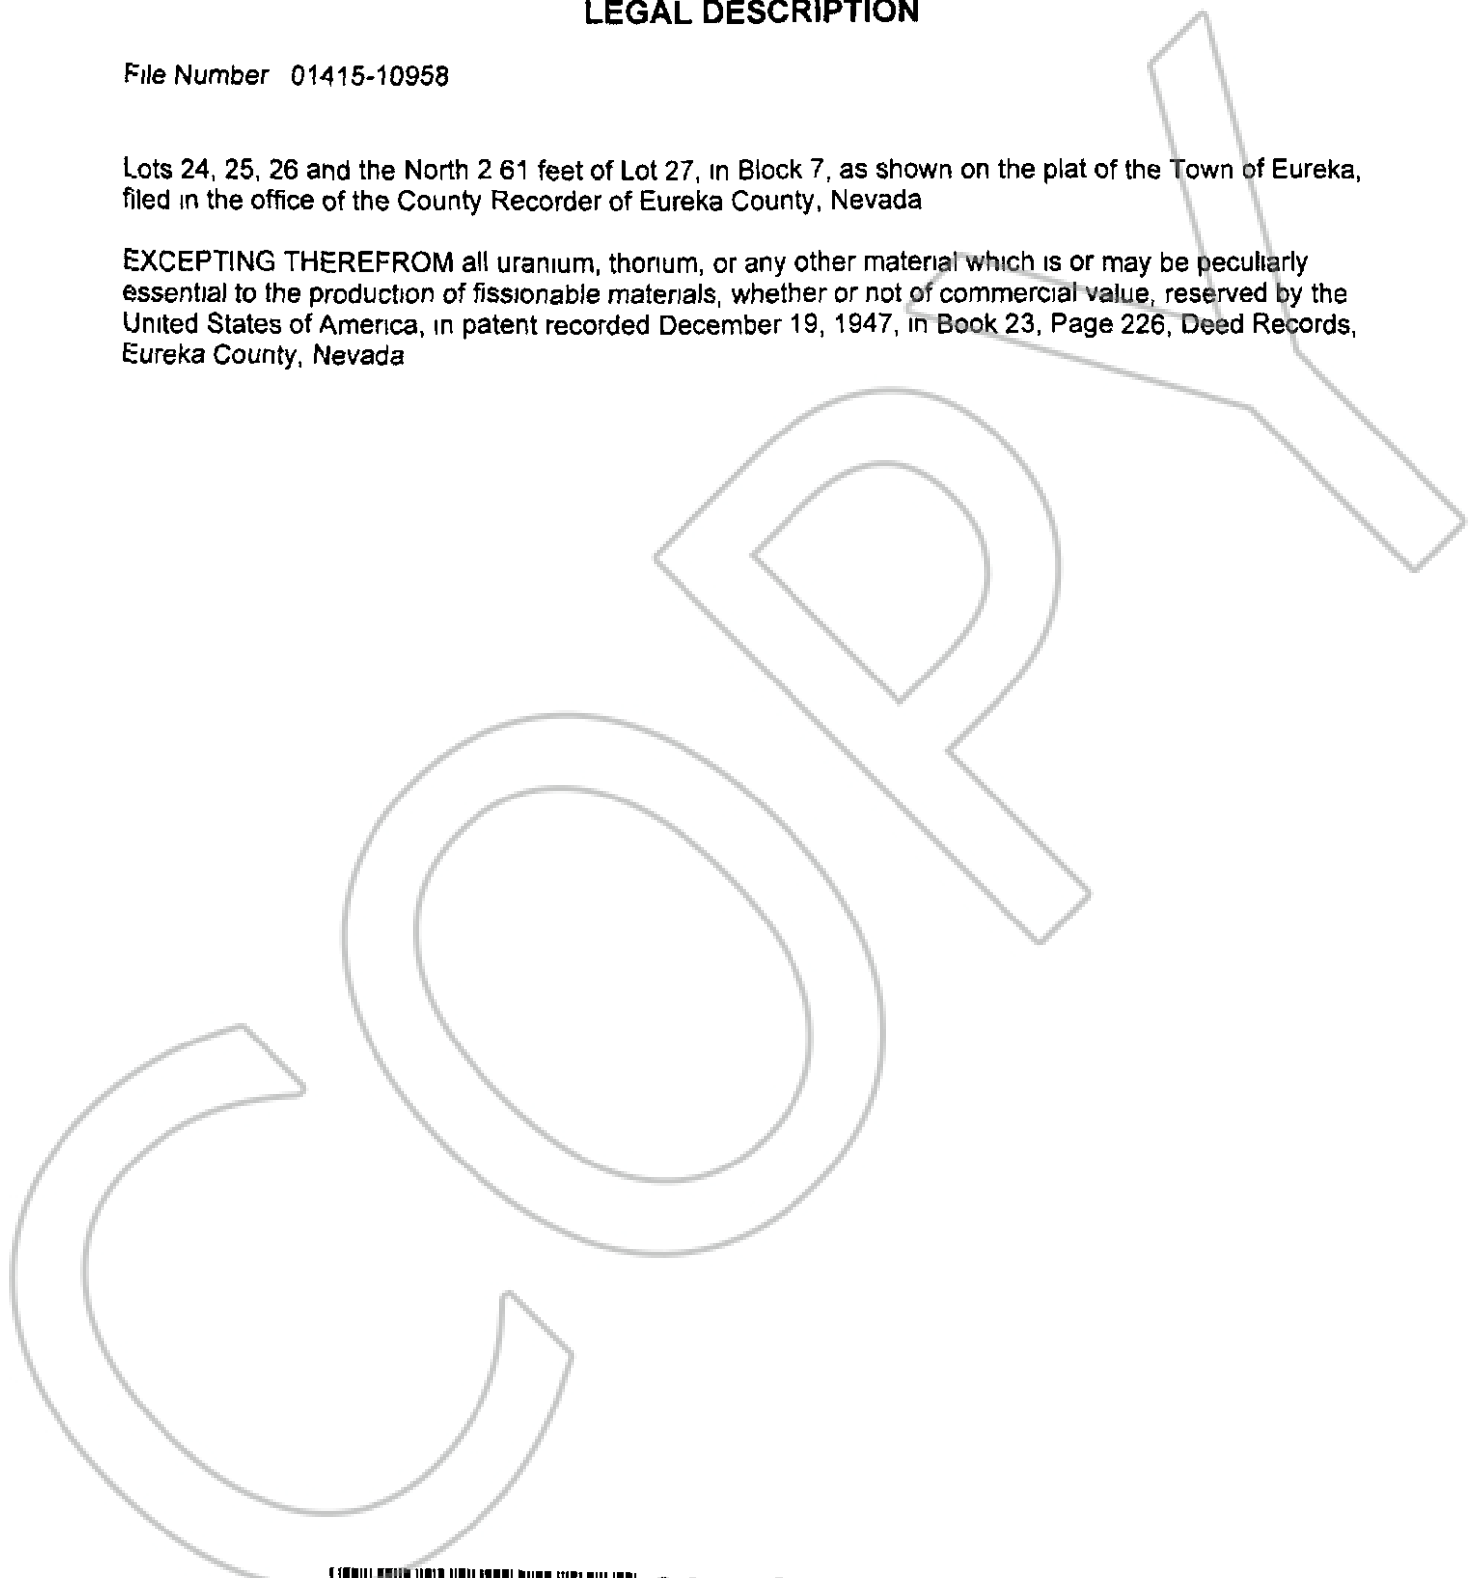 LEGAL DESCRIPTION
File Number 01415-10958
Lots 24, 25, 26 and the North 2 61 feet of Lot 27, in Block 7, as shown on the plat of the Town of Eureka,
filed in the office of the County Recorder of Eureka County, Nevada
EXCEPTING THEREFROM all uranium, thorium, or any other material which is or may be peculiarly
essential to the production of fissionable materials, whether or not of commercial value, reserved by the
United States of America, in patent recorded December 19, 1947, in Book 23, Page 226, Deed Records,
Eureka County, Nevada
COPY